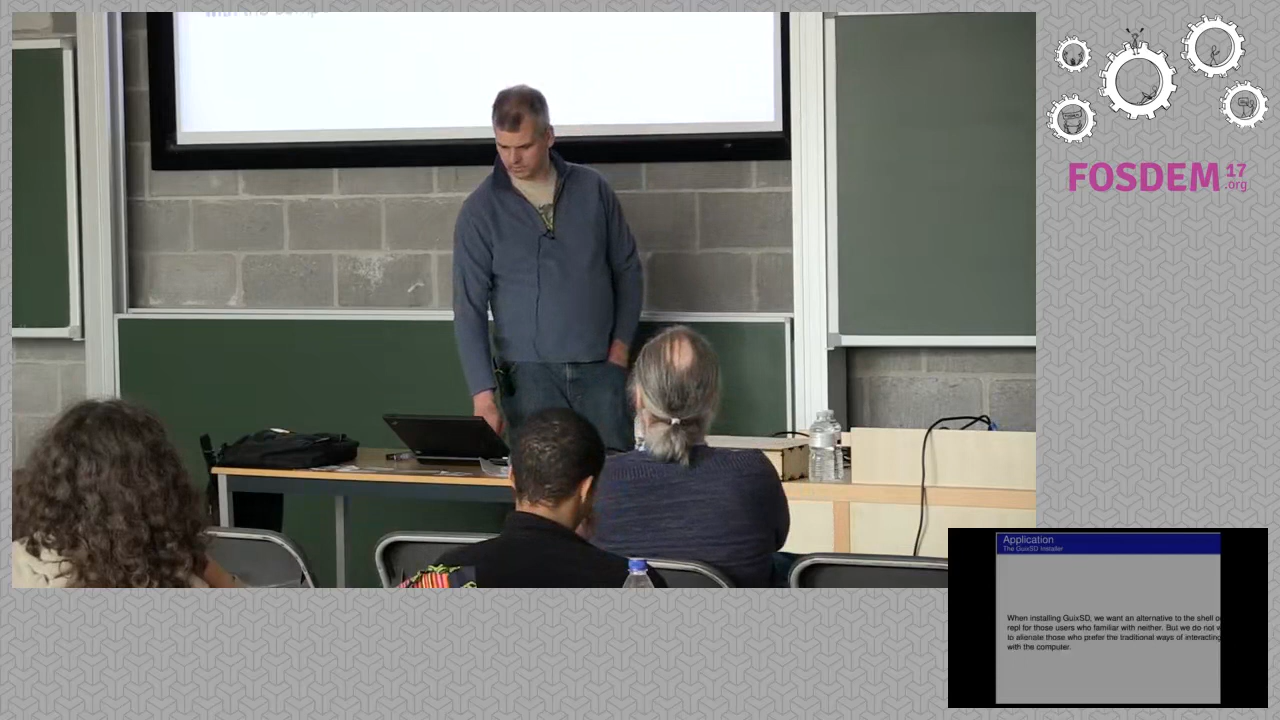 FOSDEM 17
.org
Application
The GuixSD Installer
When installing GuixSD, we want an alternative to the shell o
repl for those users who familiar with neither. But we do not
to alienate those who prefer the traditional ways of interacting
with the computer.